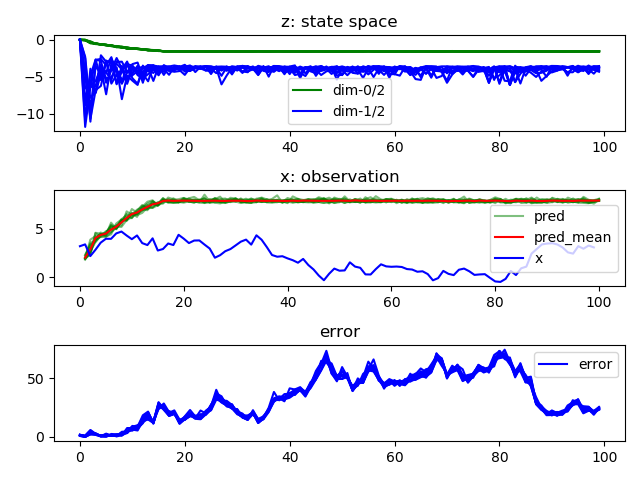 z: state space
0
−5
−10
dim-0/2
dim-1/2
0 20 40 60 80 100
x: observation
5
0
pred
pred_mean
x
0 20 40 60 80 100
error
50
0
error
0 20 40 60 80 100